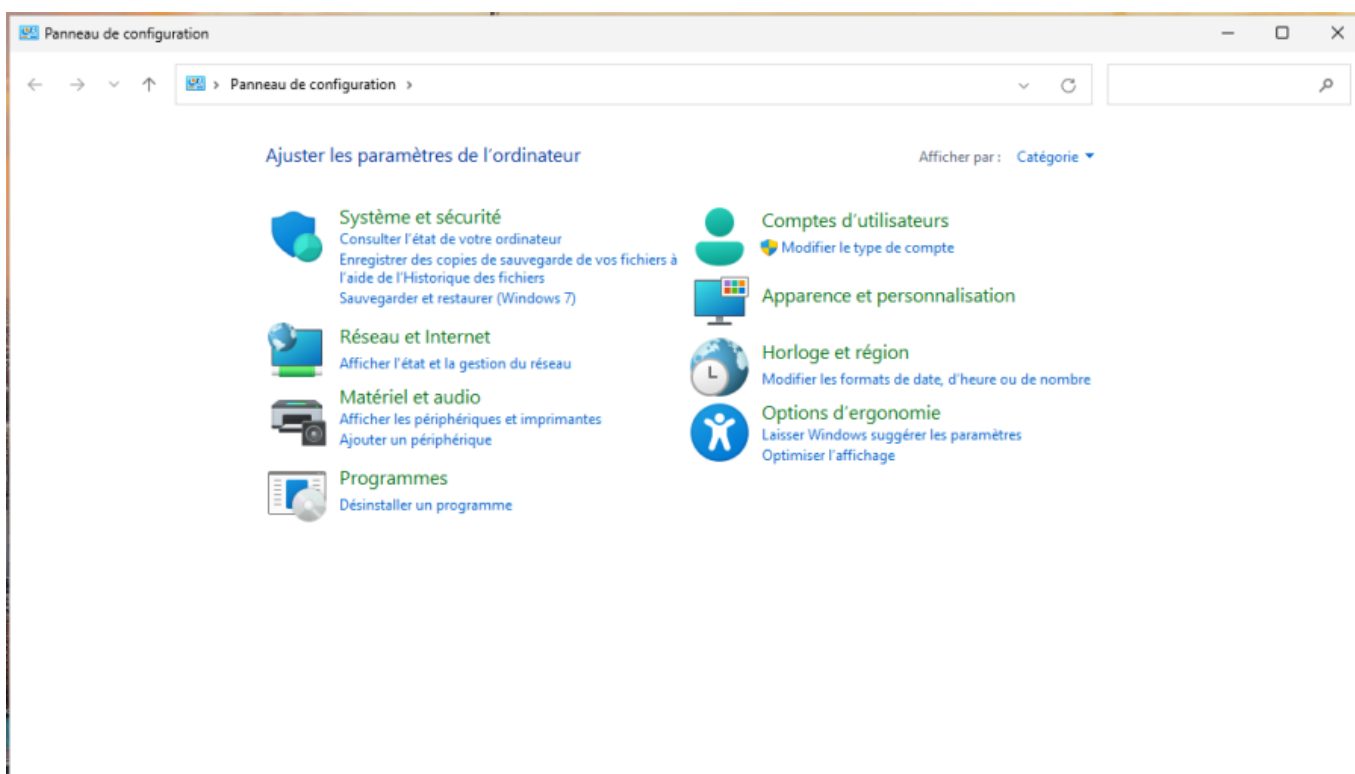 Panneau de configuration
Panneau de configuration
Ajuster les paramètres de l'ordinateur
Afficher par : Catégorie
Système et sécurité
Consulter l'état de votre ordinateur
Enregistrer des copies de sauvegarde de vos fichiers à
l'aide de l'Historique des fichiers
Sauvegarder et restaurer (Windows 7)
Réseau et Internet
Afficher l'état et la gestion du réseau
Matériel et audio
Afficher les périphériques et imprimantes
Ajouter un périphérique
Programmes
Désinstaller un programme
Comptes d'utilisateurs
Modifier le type de compte
Apparence et personnalisation
Horloge et région
Modifier les formats de date, d'heure ou de nombre
Options d'ergonomie
Laisser Windows suggérer les paramètres
Optimiser l'affichage